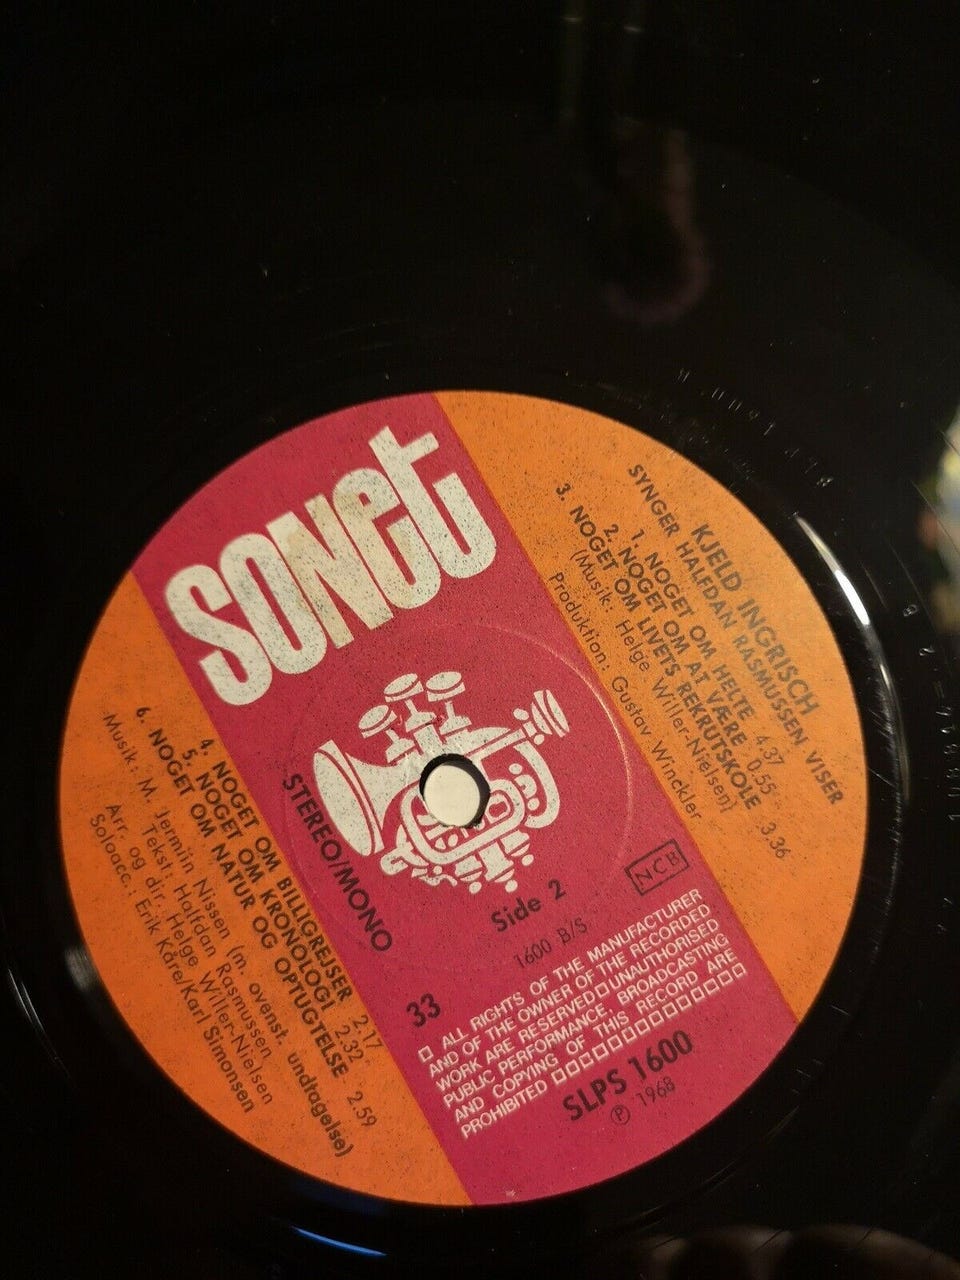 sonet
KJELD INGRISCH
SYNGER HALFDAN RASMUSSEN VISER
1. NOGET OM HELTE 4.37
2. NOGET OM AT VÆRE 0.55
3. NOGET OM LIVETS REKRUTSKOLE 3.36
(Musik: Helge Willer-Nielsen)
Produktion: Gustav Winckler
STEREO/MONO
Side 2
1600 B/S
NCB
33
ALL RIGHTS OF THE MANUFACTURER
AND OF THE OWNER OF THE RECORDED
WORK ARE RESERVED UNAUTHORISED
PUBLIC PERFORMANCE, BROADCASTING
AND COPYING OF THIS RECORD ARE
PROHIBITED
SLPS 1600
℗ 1968
4. NOGET OM BILLIGREJSER 2.17
5. NOGET OM KRONOLOGI 2.32
6. NOGET OM NATUR OG OPTUGTELSE 2.59
Musik: M. Jermiin Nissen (m. ovenst. undtagelse)
Tekst: Halfdan Rasmussen
Arr. og dir. Helge Willer-Nielsen
Soloacc.: Erik Kåre/Karl Simonsen